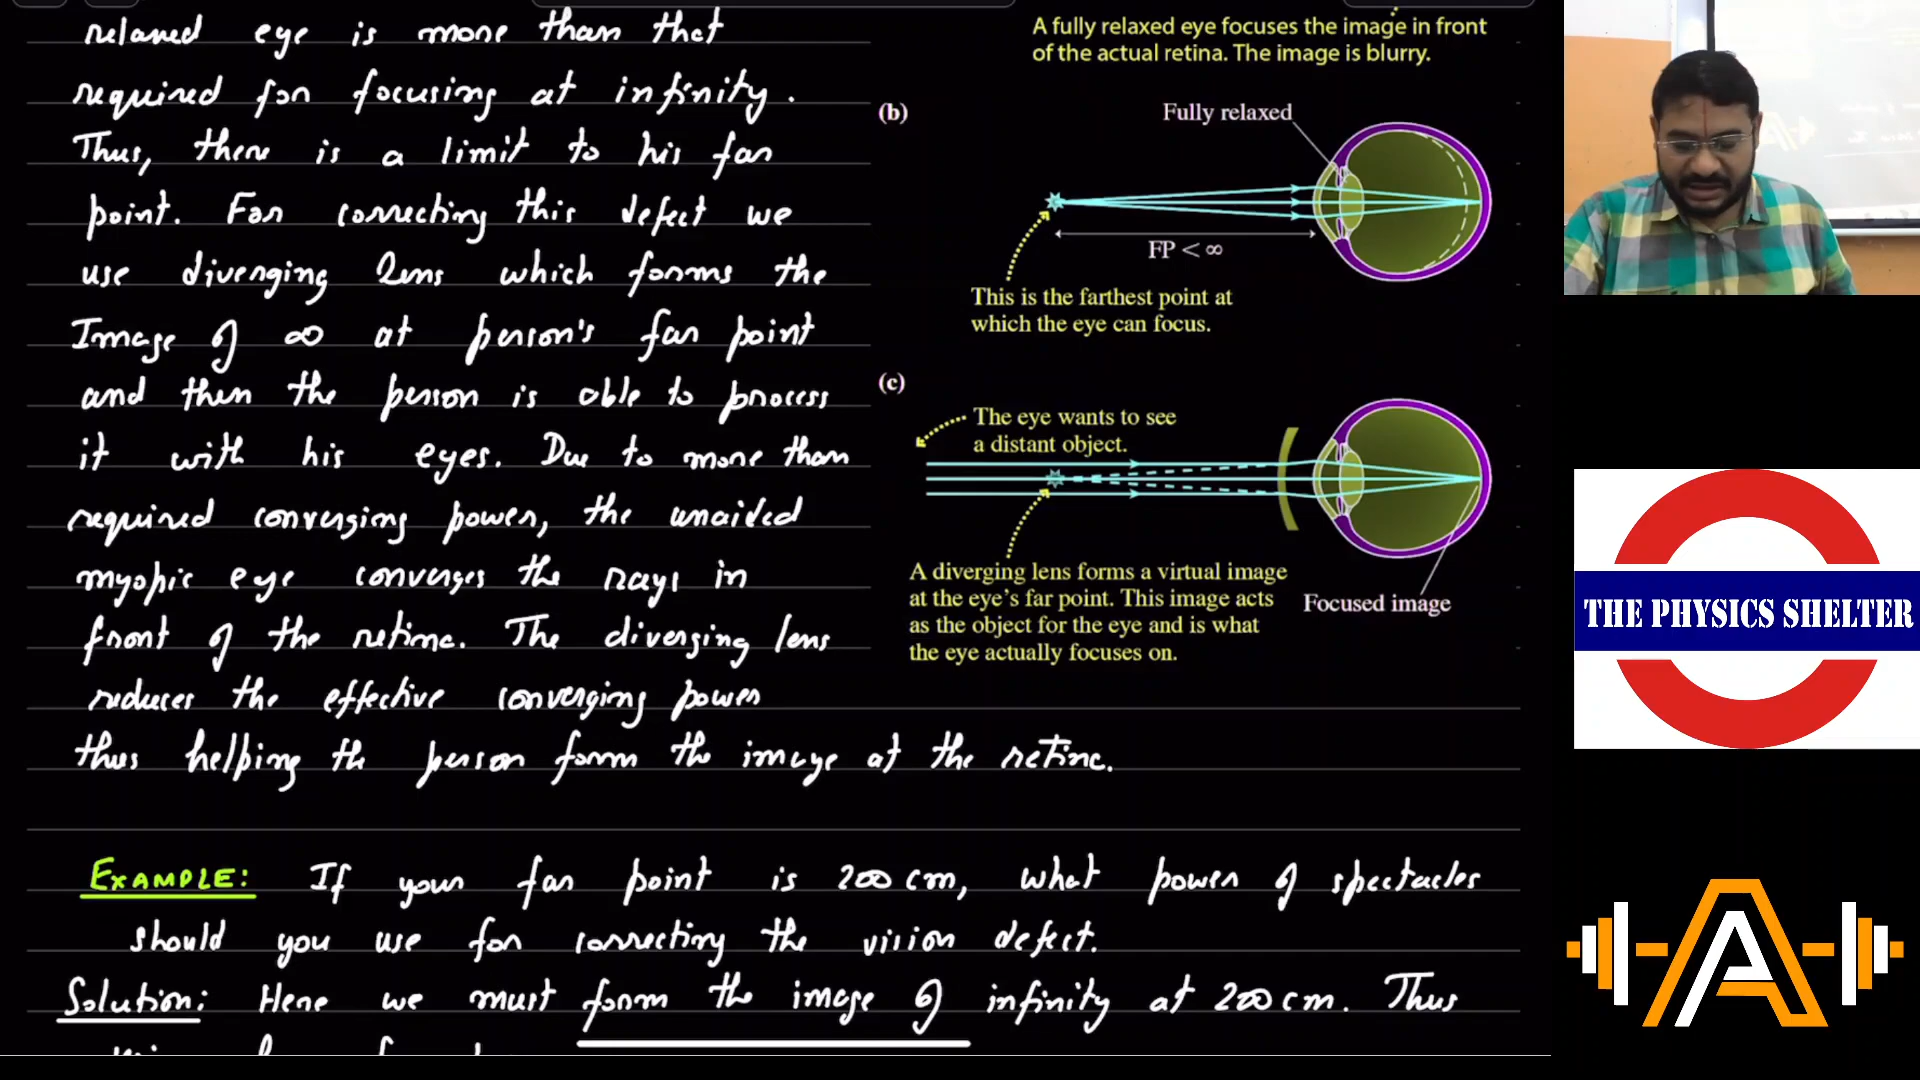 relaxed eye is more than that
required for focusing at infinity.
Thus, there is a limit to his far
point. For correcting this defect we
use diverging lens which forms the
Image of ∞ at person's far point
and then the person is able to process
it with his eyes. Due to more than
required converging power, the unaided
myopic eye converges the rays in
front of the retina. The diverging lens
reduces the effective converging power
thus helping the person form the image at the retina.
A fully relaxed eye focuses the image in front
of the actual retina. The image is blurry.
(b)
Fully relaxed
FP < ∞
This is the farthest point at
which the eye can focus.
(c)
The eye wants to see
a distant object.
A diverging lens forms a virtual image
at the eye's far point. This image acts
as the object for the eye and is what
the eye actually focuses on.
Focused image
EXAMPLE: If your far point is 200 cm, what power of spectacles
should you use for correcting the vision defect.
Solution: Here we must form the image of infinity at 200 cm. Thus
THE PHYSICS SHELTER
A